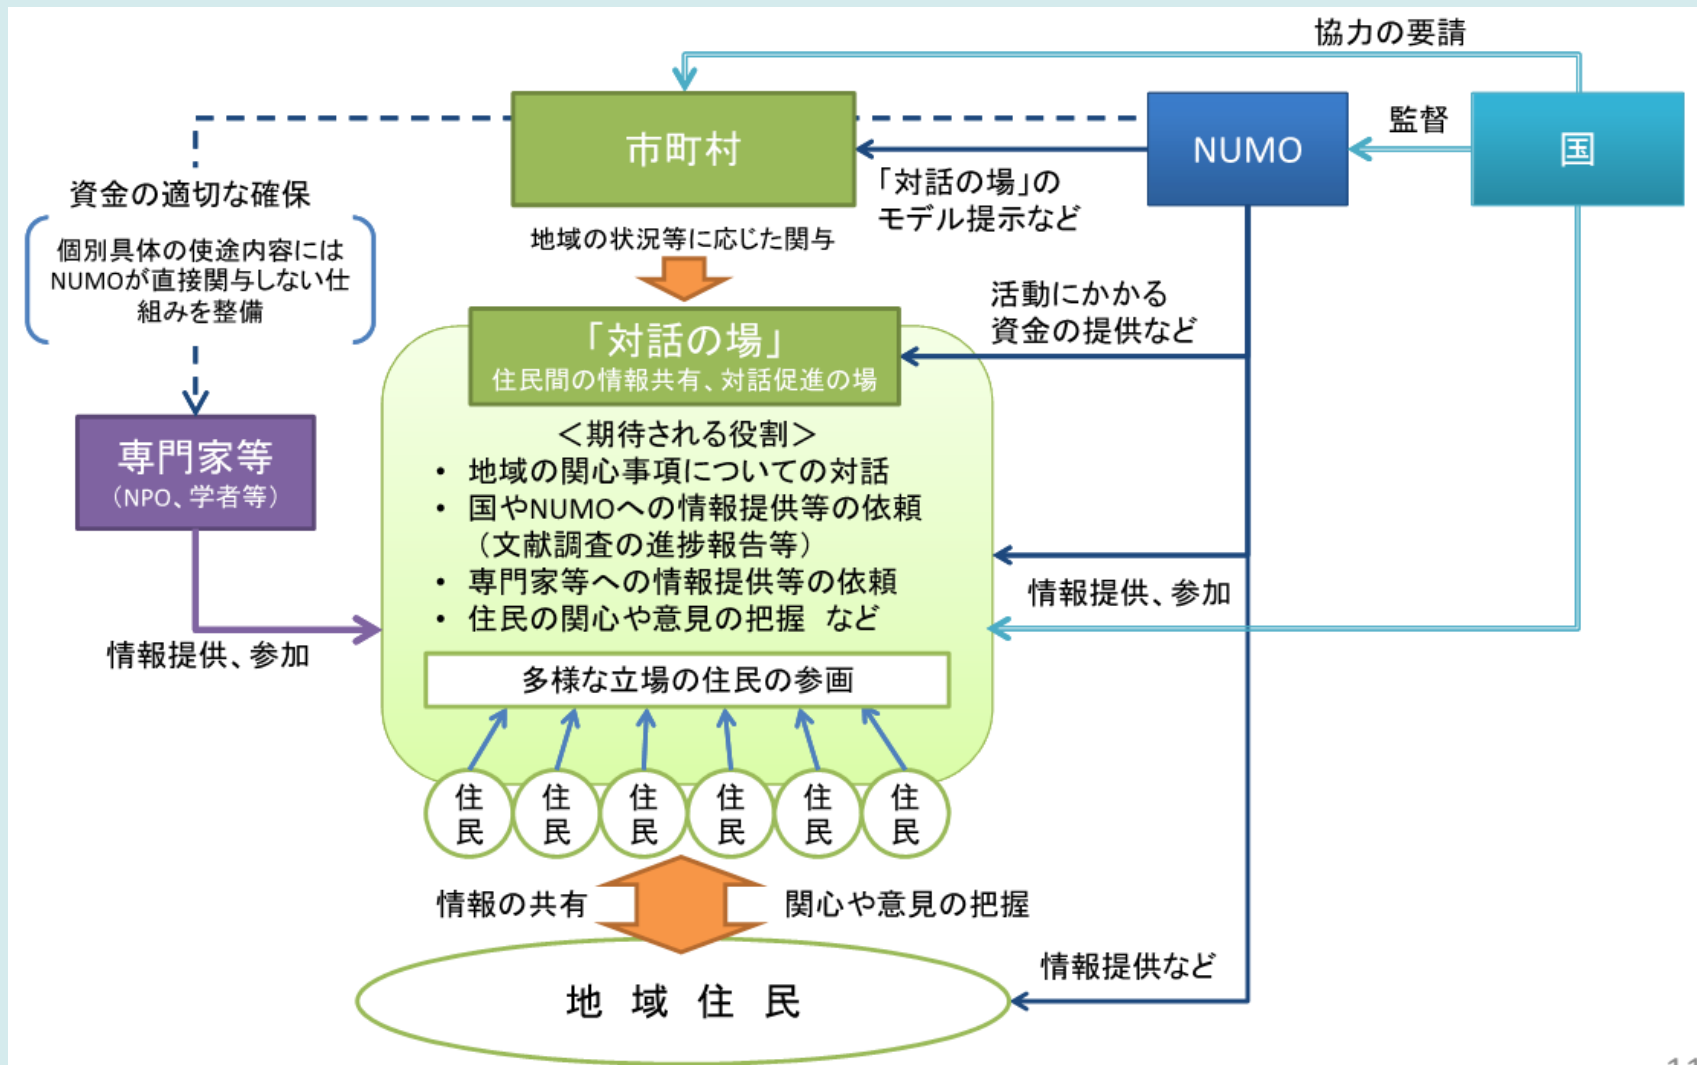 協力の要請
市町村
NUMO
監督
国
「対話の場」の
モデル提示など
資金の適切な確保
個別具体の使途内容には
NUMOが直接関与しない仕
組みを整備
地域の状況等に応じた関与
活動にかかる
資金の提供など
「対話の場」
住民間の情報共有、対話促進の場
専門家等
（NPO、学者等）
＜期待される役割＞
・ 地域の関心事項についての対話
・ 国やNUMOへの情報提供等の依頼
（文献調査の進捗報告等）
・ 専門家等への情報提供等の依頼
・ 住民の関心や意見の把握 など
情報提供、参加
情報提供、参加
多様な立場の住民の参画
住民
住民
住民
住民
住民
住民
情報の共有
関心や意見の把握
情報提供など
地域住民
11